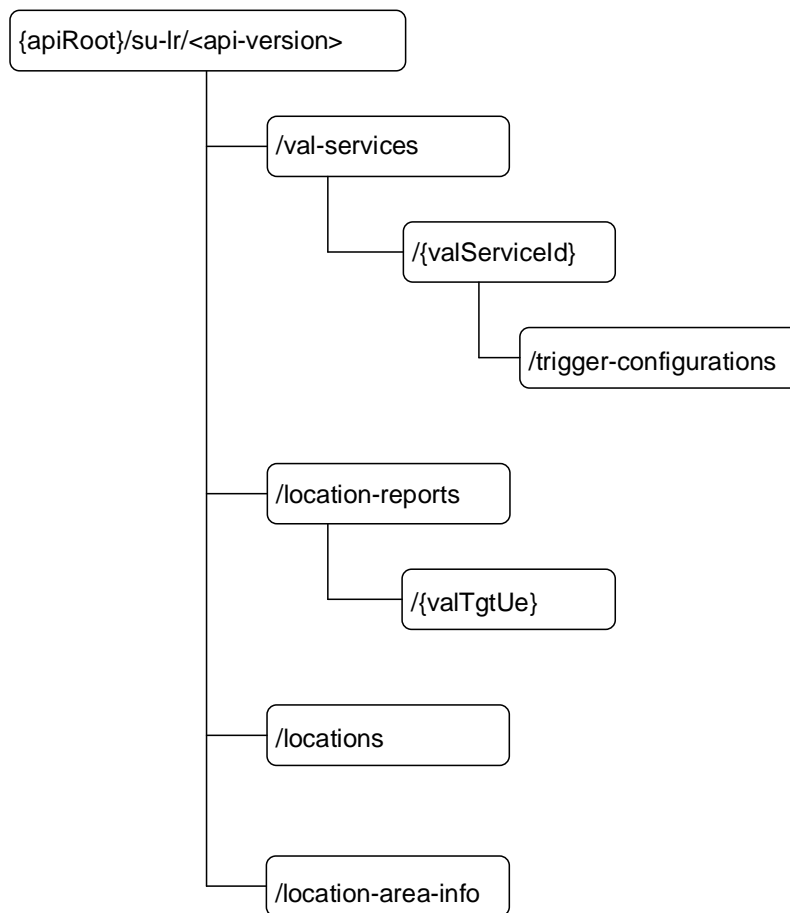 {apiRoot}/su-lr/<api-version>
/val-services
/{valServiceId}
/trigger-configurations
/location-reports
/{valTgtUe}
/locations
/location-area-info